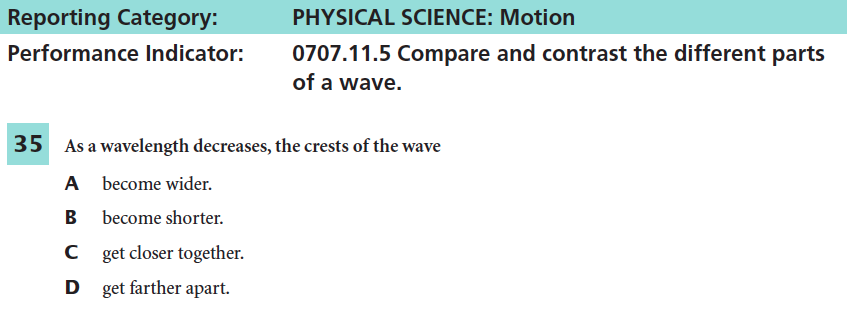 Reporting Category: PHYSICAL SCIENCE: Motion
Performance Indicator: 0707.11.5 Compare and contrast the different parts
of a wave.
35 As a wavelength decreases, the crests of the wave
A become wider.
B become shorter.
C get closer together.
D get farther apart.